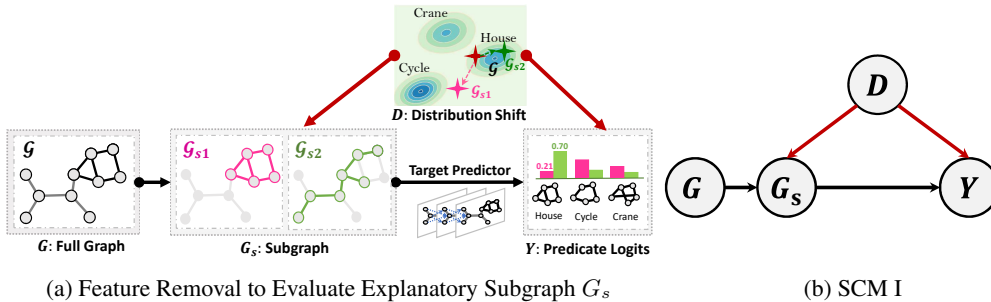 Crane
House
Cycle
𝒢
𝒢s2
𝒢s1
D: Distribution Shift
𝒢
𝒢s1
𝒢s2
Target Predictor
0.70
0.21
House Cycle Crane
G: Full Graph
Gs: Subgraph
Y: Predicate Logits
D
G
Gs
Y
(a) Feature Removal to Evaluate Explanatory Subgraph Gs
(b) SCM I